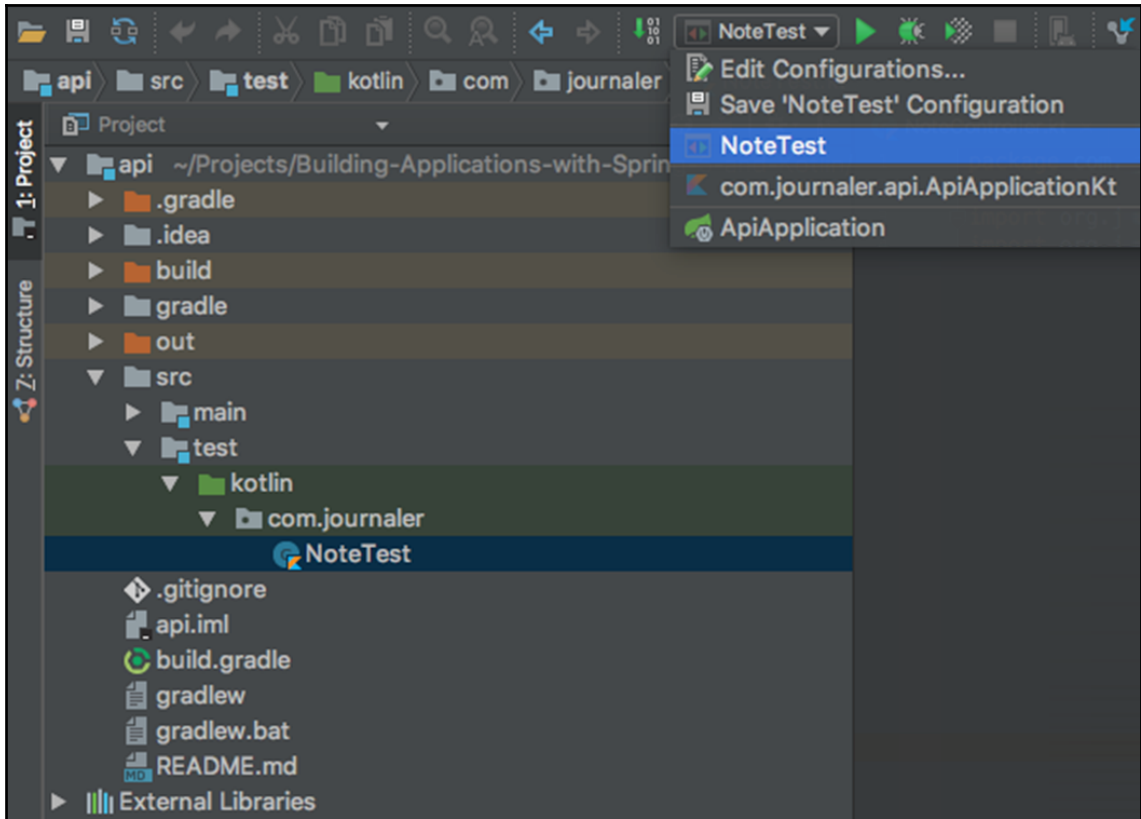 NoteTest
Edit Configurations...
Save 'NoteTest' Configuration
NoteTest
com.journaler.api.ApiApplicationKt
ApiApplication
api src test kotlin com journaler
1: Project
Z: Structure
Project
api ~/Projects/Building-Applications-with-Sprin
.gradle
.idea
build
gradle
out
src
main
test
kotlin
com.journaler
NoteTest
.gitignore
api.iml
build.gradle
gradlew
gradlew.bat
README.md
External Libraries